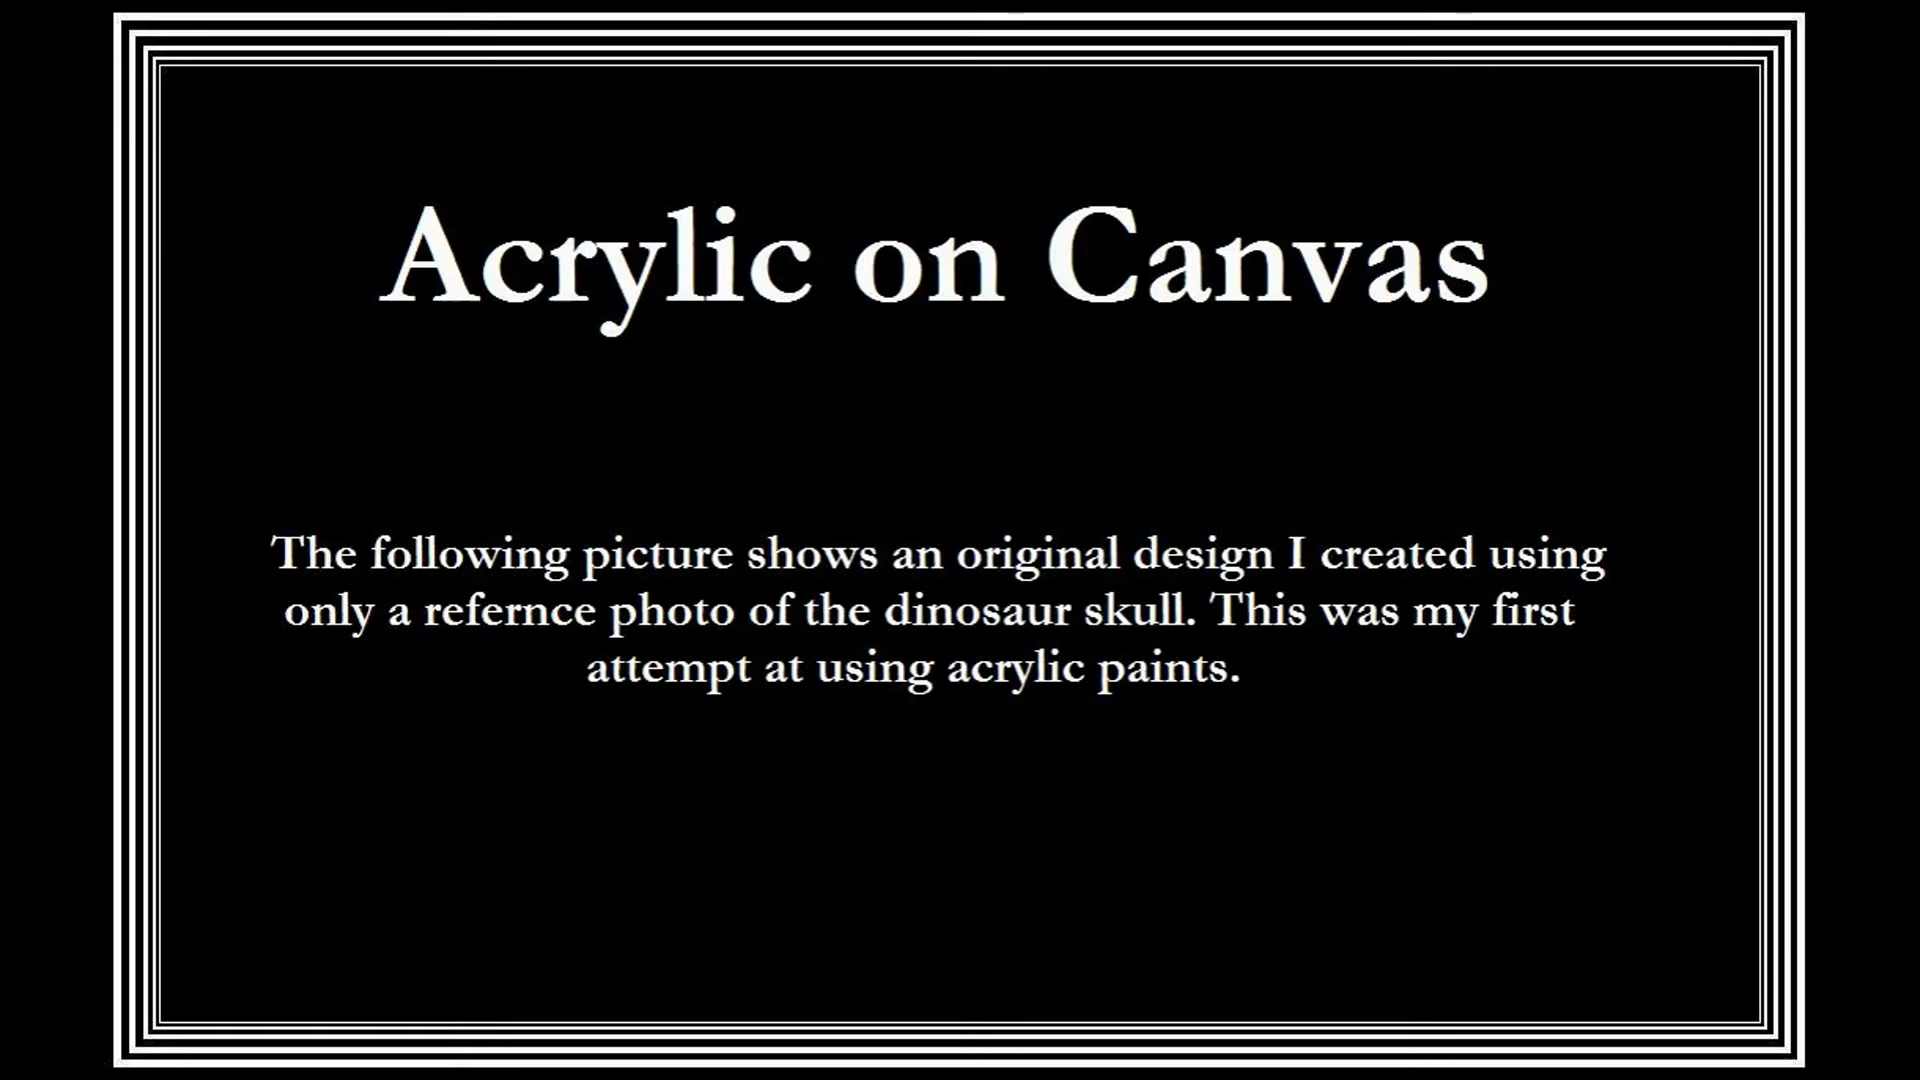 Acrylic on Canvas
The following picture shows an original design I created using
only a refernce photo of the dinosaur skull. This was my first
attempt at using acrylic paints.